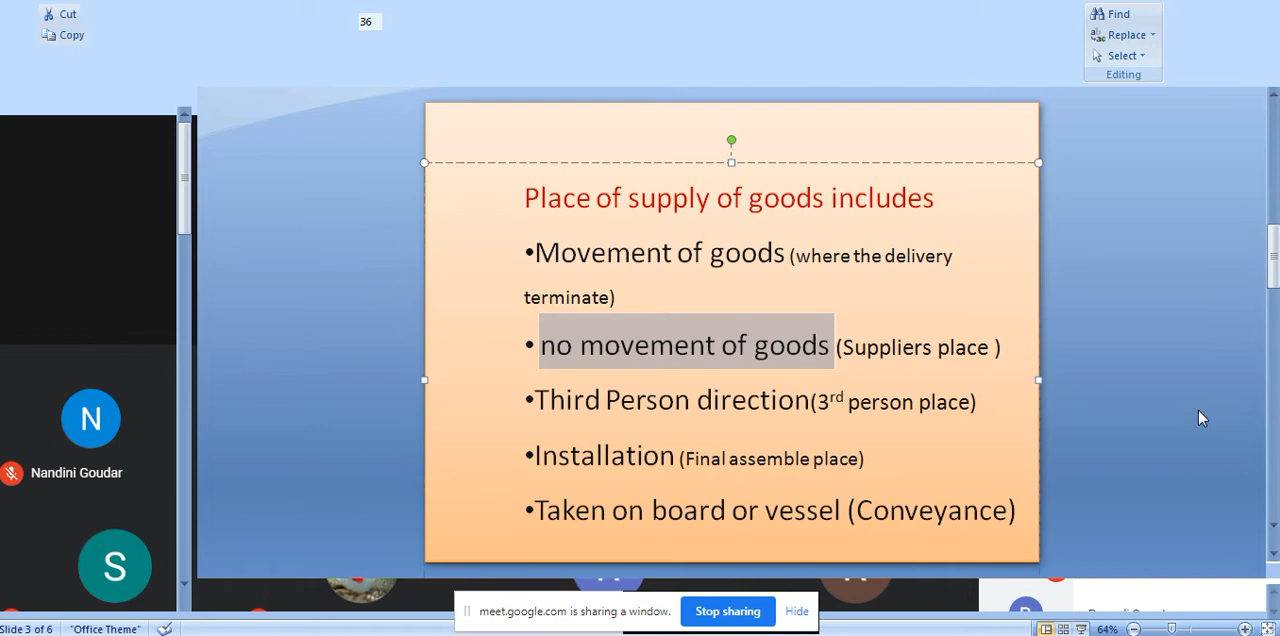 Cut
Copy
36
Find
Replace
Select
Editing
Place of supply of goods includes
•Movement of goods (where the delivery
terminate)
• no movement of goods (Suppliers place )
•Third Person direction(3rd person place)
•Installation (Final assemble place)
•Taken on board or vessel (Conveyance)
N
Nandini Goudar
S
meet.google.com is sharing a window.
Stop sharing
Hide
Slide 3 of 6
"Office Theme"
64%